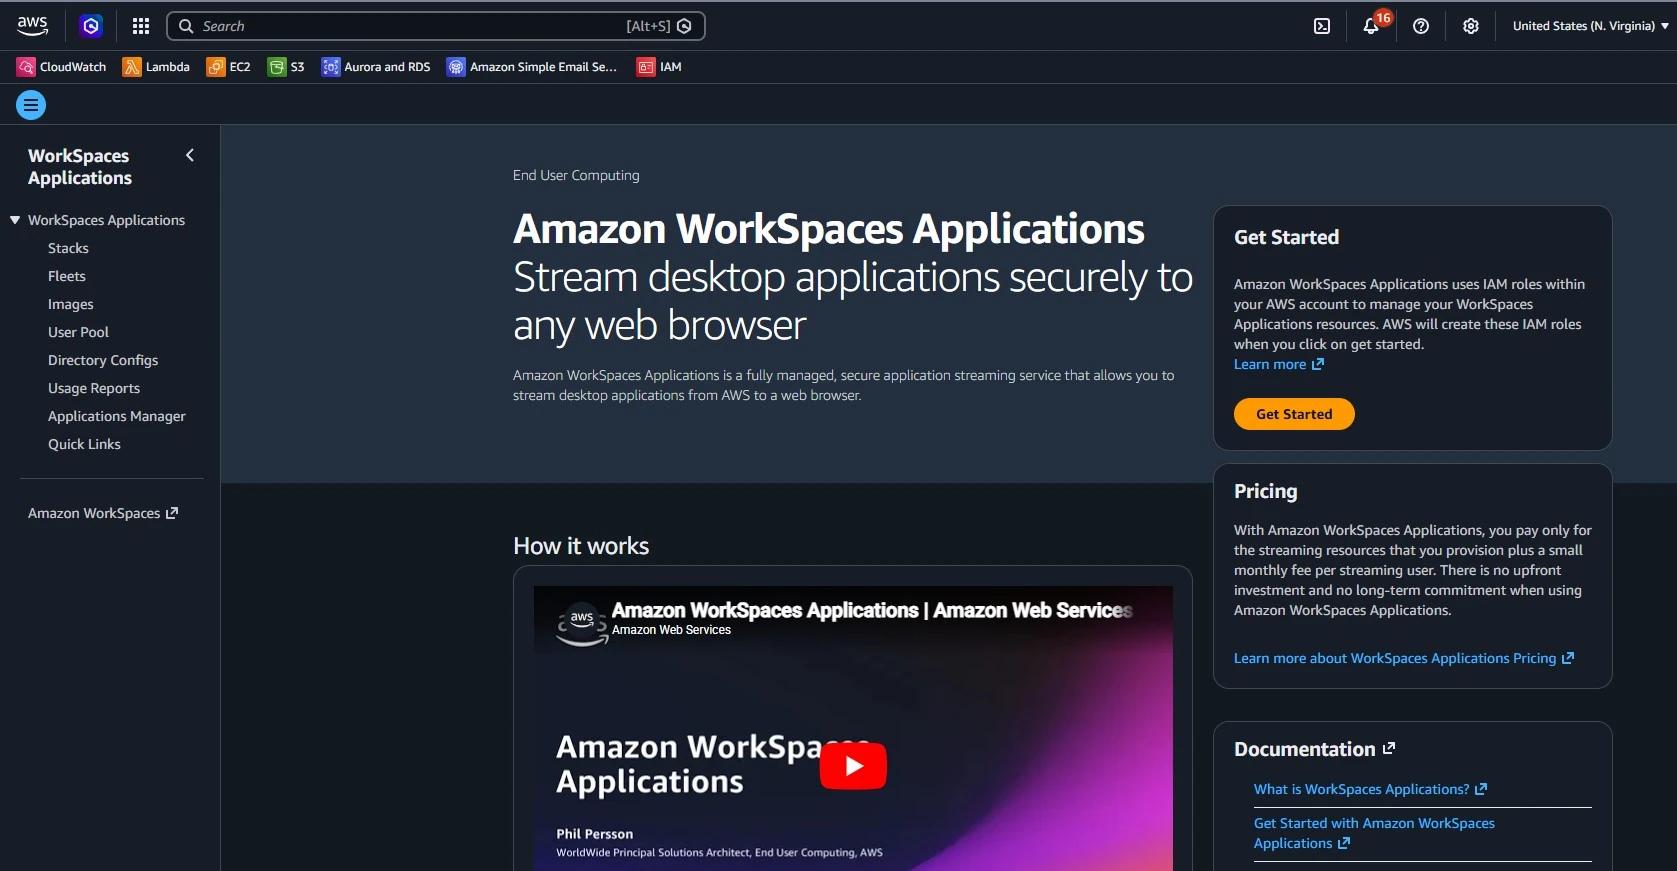 aws
Search
[Alt+S]
16
United States (N. Virginia)
CloudWatch
Lambda
EC2
S3
Aurora and RDS
Amazon Simple Email Se...
IAM
WorkSpaces
Applications
WorkSpaces Applications
Stacks
Fleets
Images
User Pool
Directory Configs
Usage Reports
Applications Manager
Quick Links
Amazon WorkSpaces
End User Computing
Amazon WorkSpaces Applications
Stream desktop applications securely to
any web browser
Amazon WorkSpaces Applications is a fully managed, secure application streaming service that allows you to
stream desktop applications from AWS to a web browser.
Get Started
Amazon WorkSpaces Applications uses IAM roles within
your AWS account to manage your WorkSpaces
Applications resources. AWS will create these IAM roles
when you click on get started.
Learn more
Get Started
Pricing
With Amazon WorkSpaces Applications, you pay only for
the streaming resources that you provision plus a small
monthly fee per streaming user. There is no upfront
investment and no long-term commitment when using
Amazon WorkSpaces Applications.
Learn more about WorkSpaces Applications Pricing
Documentation
What is WorkSpaces Applications?
Get Started with Amazon WorkSpaces
Applications
How it works
aws
Amazon WorkSpaces Applications | Amazon Web Services
Amazon Web Services
Amazon WorkSpaces
Applications
Phil Persson
WorldWide Principal Solutions Architect, End User Computing, AWS